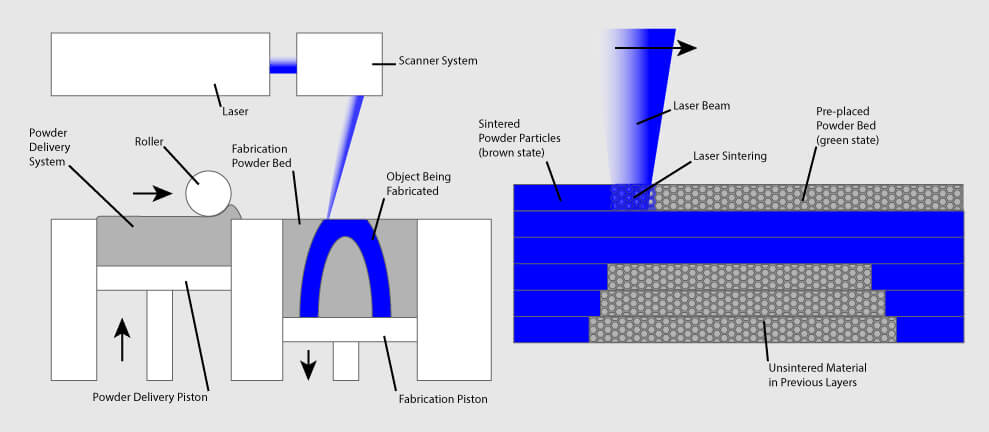 Laser
Scanner System
Powder
Delivery
System
Roller
Fabrication
Powder Bed
Object Being
Fabricated
Powder Delivery Piston
Fabrication Piston
Laser Beam
Sintered
Powder Particles
(brown state)
Laser Sintering
Pre-placed
Powder Bed
(green state)
Unsintered Material
in Previous Layers